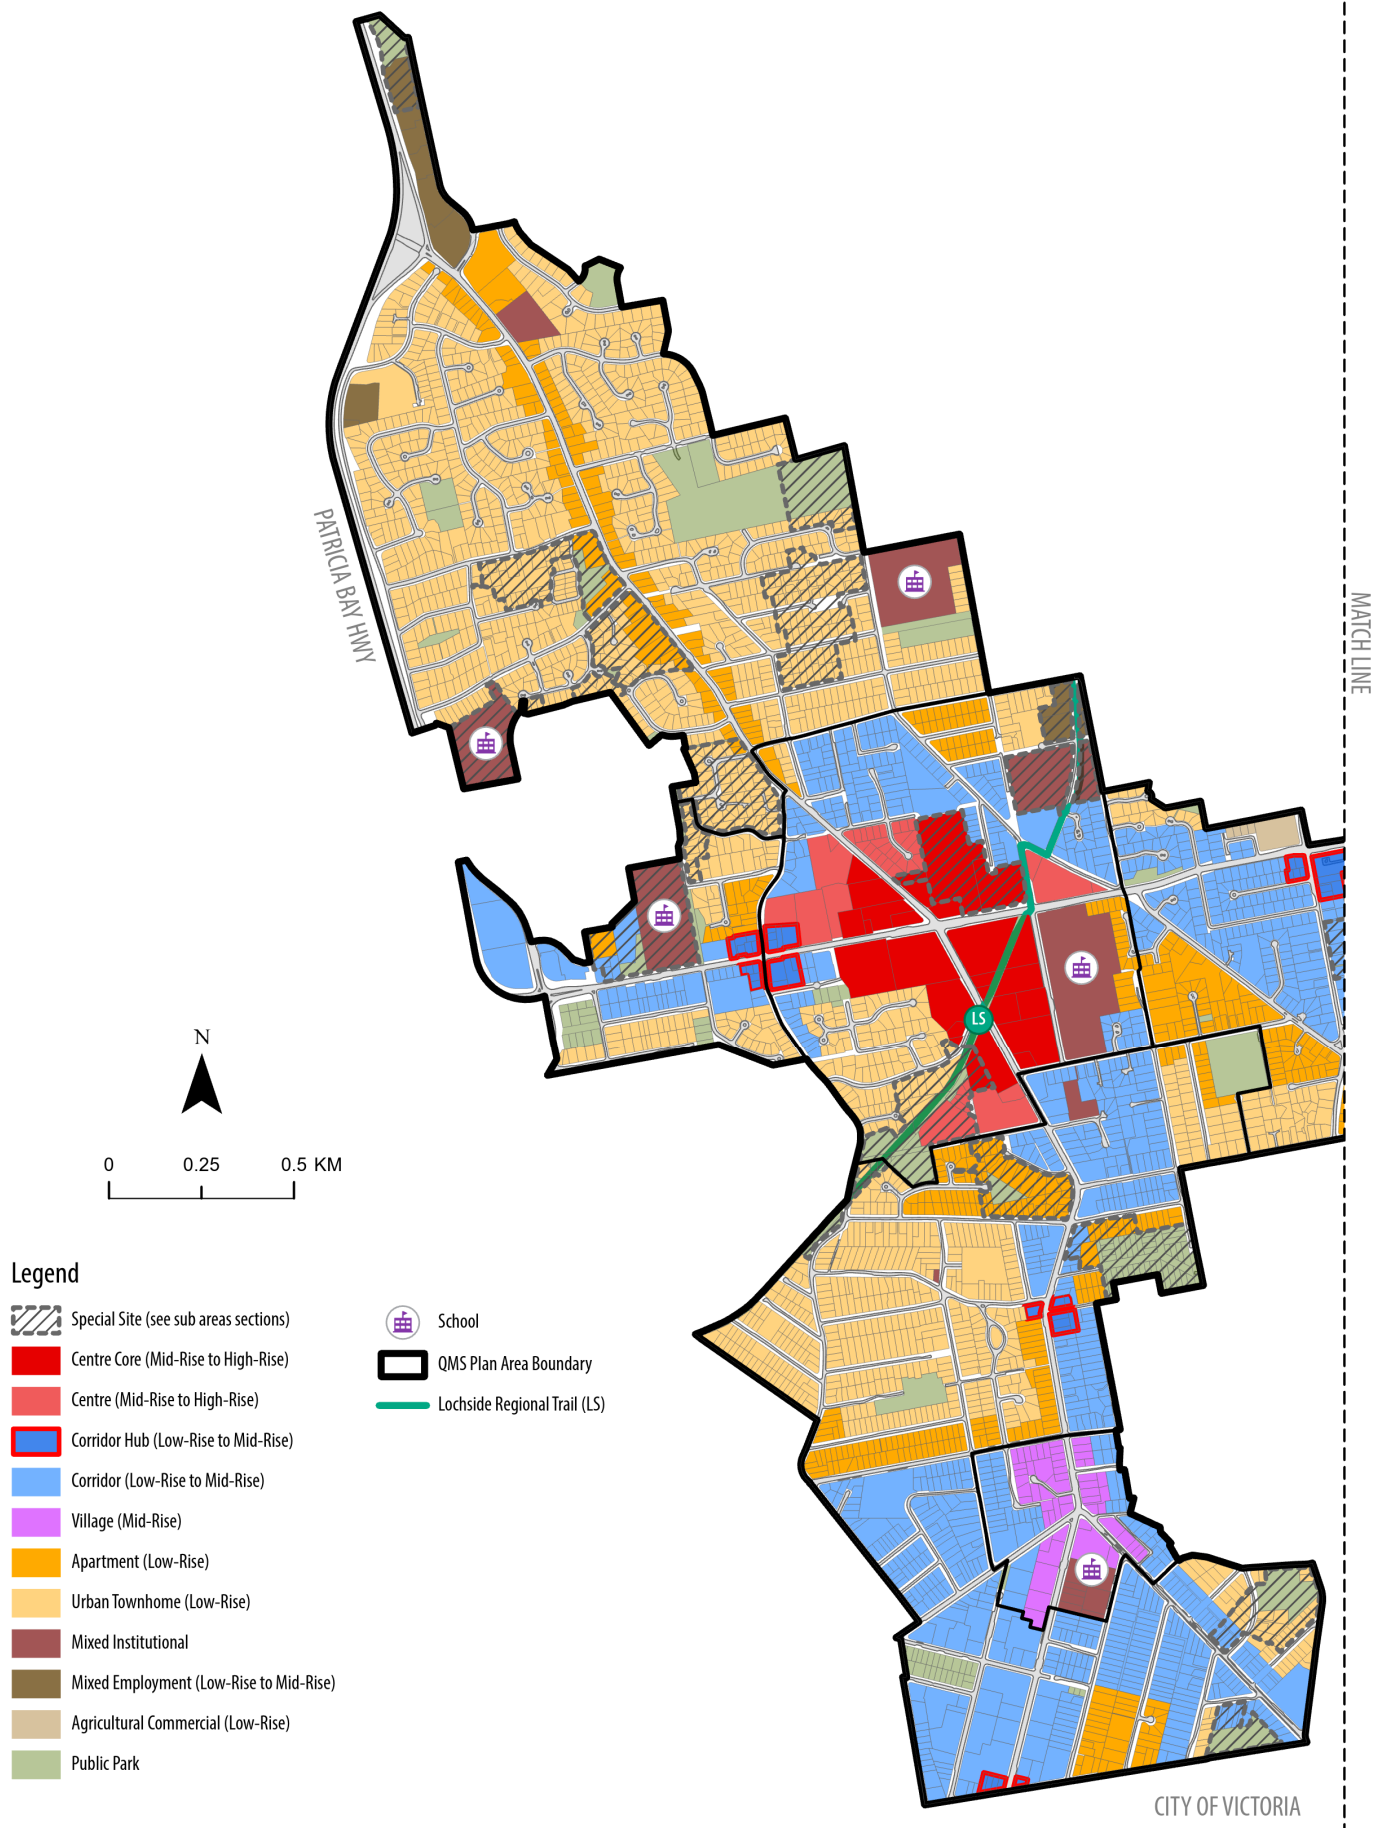 PATRICIA BAY HWY
MATCH LINE
LS
N
0 0.25 0.5 KM
Legend
Special Site (see sub areas sections)
Centre Core (Mid-Rise to High-Rise)
Centre (Mid-Rise to High-Rise)
Corridor Hub (Low-Rise to Mid-Rise)
Corridor (Low-Rise to Mid-Rise)
Village (Mid-Rise)
Apartment (Low-Rise)
Urban Townhome (Low-Rise)
Mixed Institutional
Mixed Employment (Low-Rise to Mid-Rise)
Agricultural Commercial (Low-Rise)
Public Park
School
QMS Plan Area Boundary
Lochside Regional Trail (LS)
CITY OF VICTORIA